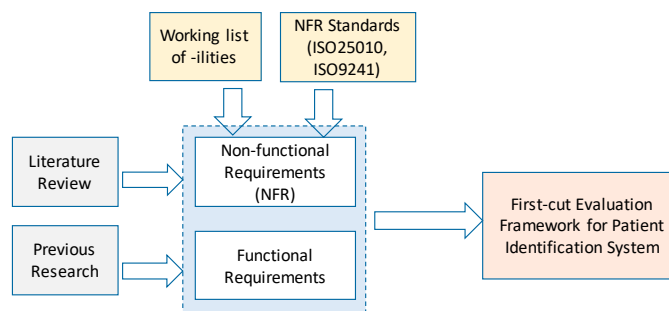 Working list
of -ilities
NFR Standards
(ISO25010,
ISO9241)
Literature
Review
Non-functional
Requirements
(NFR)
Previous
Research
Functional
Requirements
First-cut Evaluation
Framework for Patient
Identification System